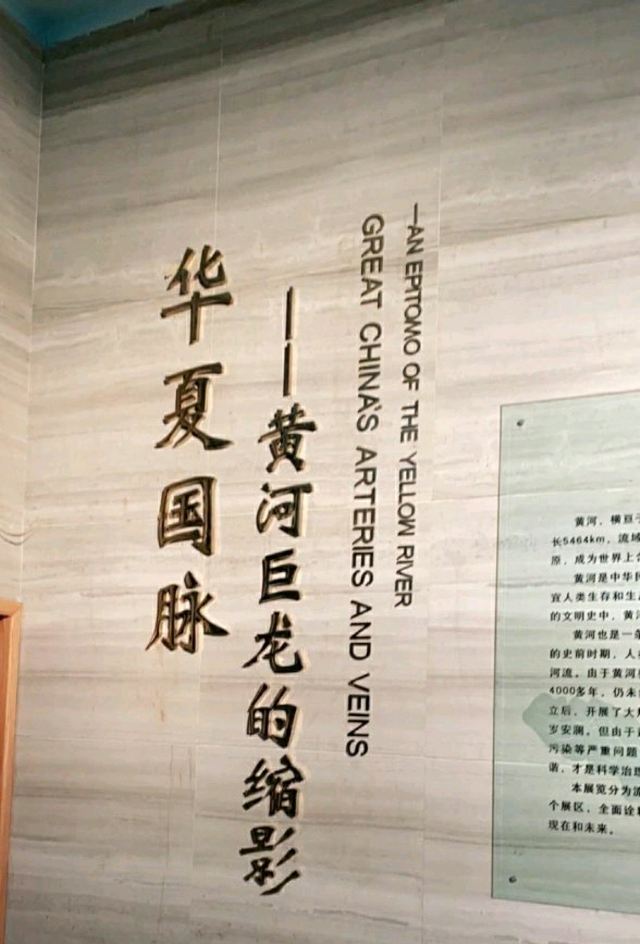 华夏国脉
——黄河巨龙的缩影
GREAT CHINA'S ARTERIES AND VEINS
—AN EPITOMO OF THE YELLOW RIVER
黄河，横亘
长5464km，流域
原，成为世界上
黄河是中华
宜人类生存和生
的文明史中，黄
黄河也是一条
的史前时期，人
河流。由于黄河
4000多年，仍未
立后，开展了大
岁安澜。但由于
污染等严重问题
谐，才是科学治理
本展览分为流
个展区，全面诠
现在和未来。